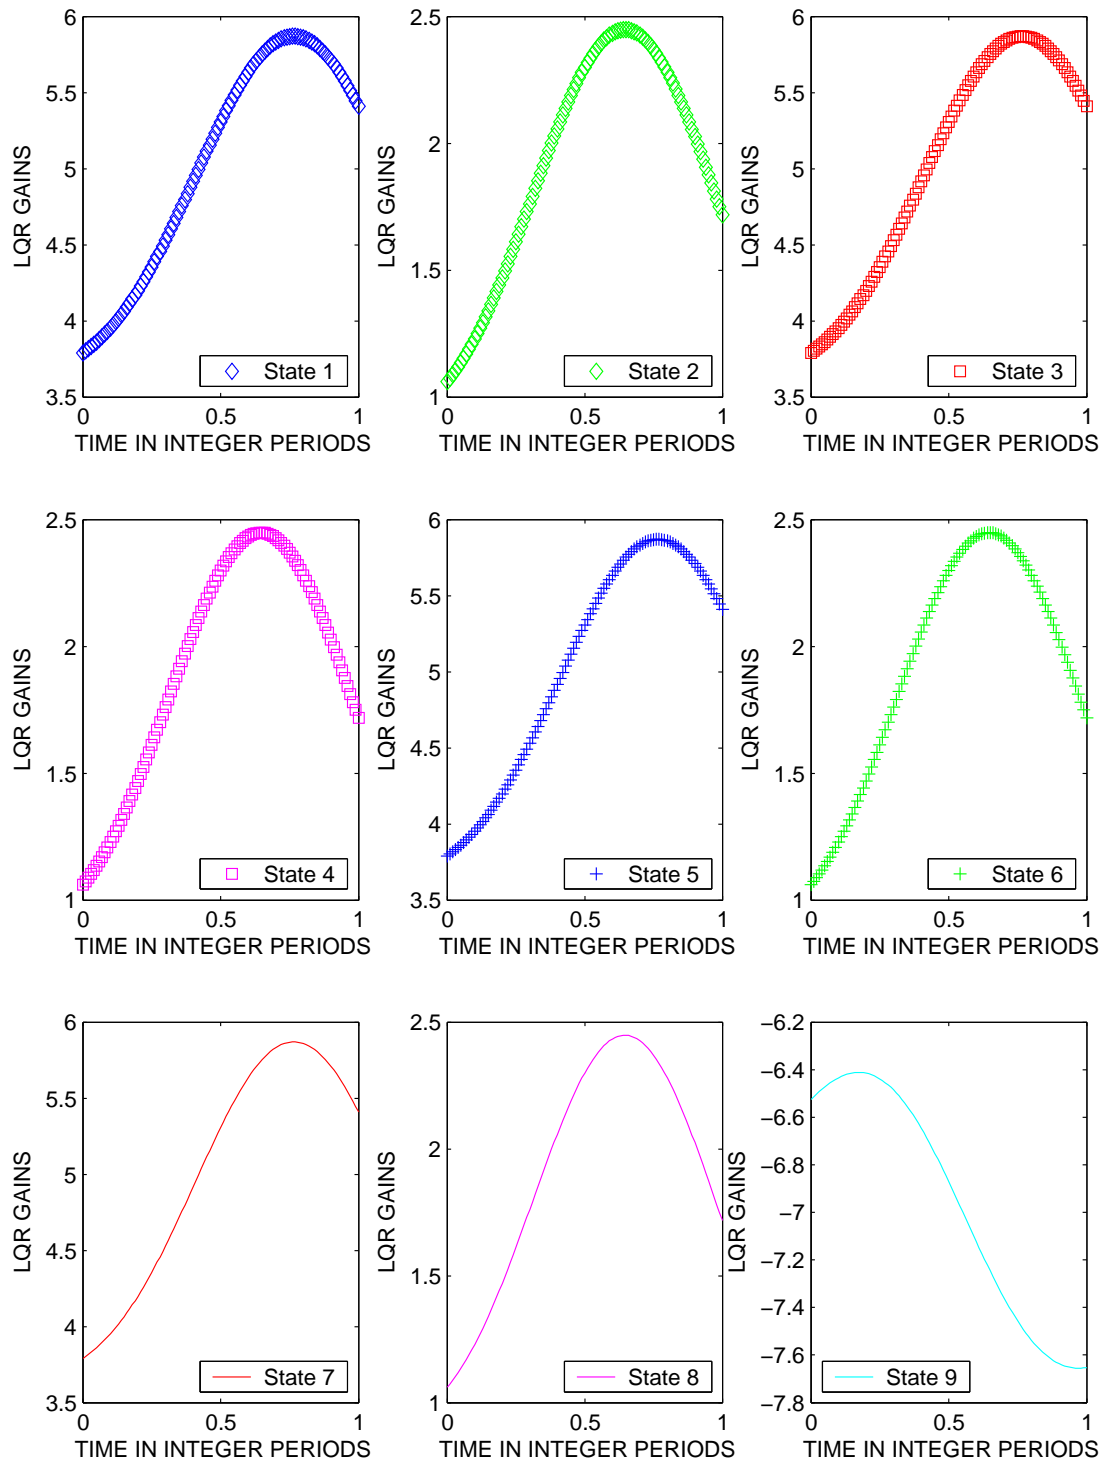 6
5.5
5
4.5
4
3.5
LQR GAINS
State 1
0 0.5 1
TIME IN INTEGER PERIODS
2.5
2
1.5
1
LQR GAINS
State 2
0 0.5 1
TIME IN INTEGER PERIODS
6
5.5
5
4.5
4
3.5
LQR GAINS
State 3
0 0.5 1
TIME IN INTEGER PERIODS
2.5
2
1.5
1
LQR GAINS
State 4
0 0.5 1
TIME IN INTEGER PERIODS
6
5.5
5
4.5
4
3.5
LQR GAINS
State 5
0 0.5 1
TIME IN INTEGER PERIODS
2.5
2
1.5
1
LQR GAINS
State 6
0 0.5 1
TIME IN INTEGER PERIODS
6
5.5
5
4.5
4
3.5
LQR GAINS
State 7
0 0.5 1
TIME IN INTEGER PERIODS
2.5
2
1.5
1
LQR GAINS
State 8
0 0.5 1
TIME IN INTEGER PERIODS
−6.2
−6.4
−6.6
−6.8
−7
−7.2
−7.4
−7.6
−7.8
LQR GAINS
State 9
0 0.5 1
TIME IN INTEGER PERIODS